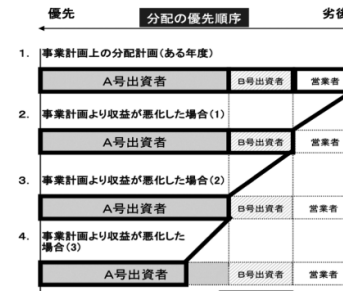 優先 分配の優先順序 劣後
1. 事業計画上の分配計画（ある年度）
A号出資者 B号出資者 営業者
2. 事業計画より収益が悪化した場合（1）
A号出資者 B号出資者 営業者
3. 事業計画より収益が悪化した場合（2）
A号出資者 B号出資者 営業者
4. 事業計画より収益が悪化した
場合（3）
A号出資者 B号出資者 営業者